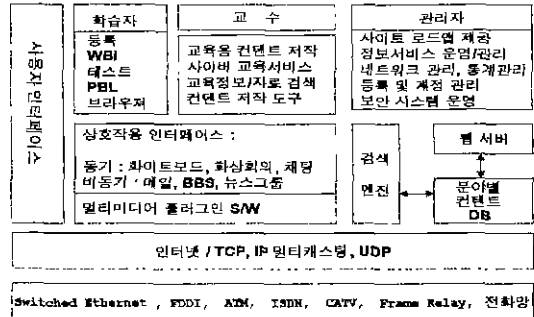 사용자 인터페이스
학습자
등록
WBI
테스트
PBL
브라우져
교 수
교육용 컨텐트 저작
사이버 교육서비스
교육정보/자료 검색
컨텐트 저작 도구
관리자
사이트 로드맵 제공
정보서비스 운영/관리
네트워크 관리, 통계관리
등록 및 계정 관리
보안 시스템 운영
상호작용 인터페이스 :
동기 : 화이트보드, 화상회의, 채팅
비동기 : 메일, BBS, 뉴스그룹
멀티미디어 플러그인 S/W
검색
엔진
웹 서버
분야별
컨텐트
DB
인터넷 / TCP, IP 멀티캐스팅, UDP
Switched Ethernet , FDDI, ATM, ISDN, CATV, Frame Relay, 전화망